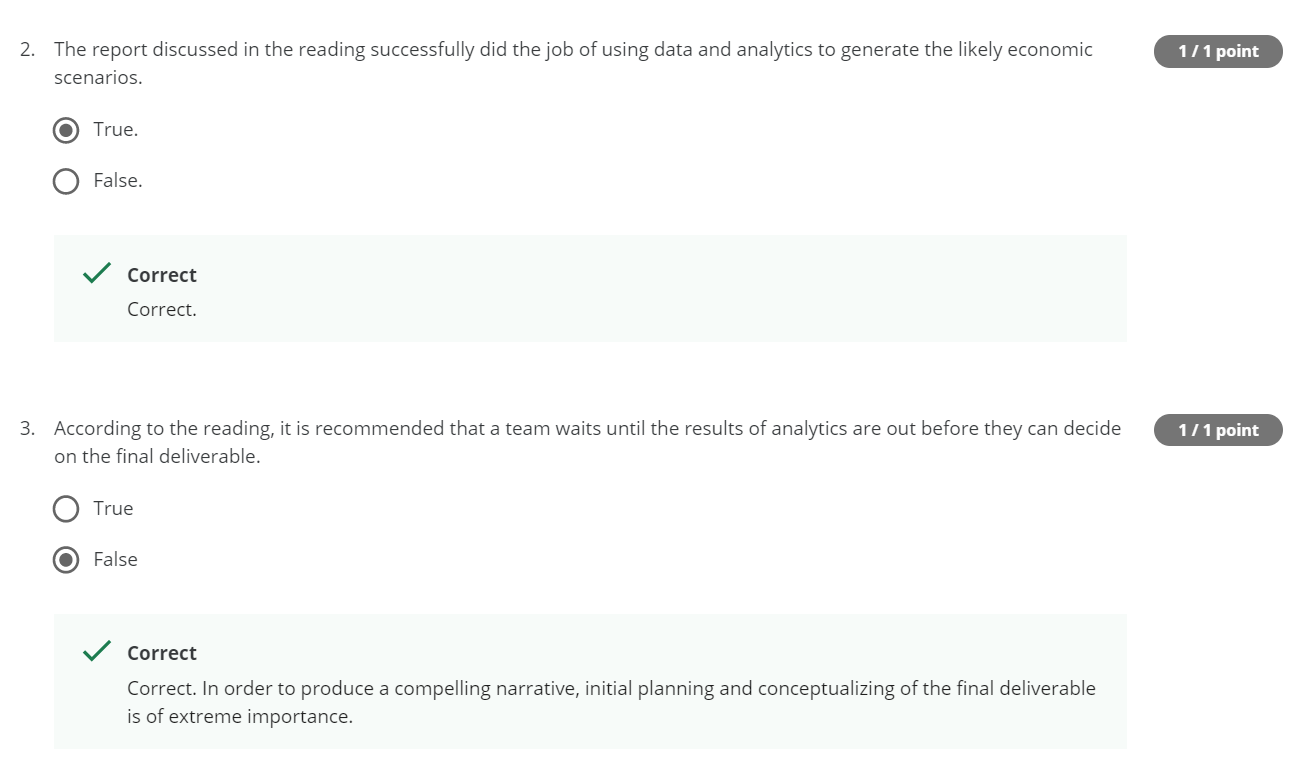 2. The report discussed in the reading successfully did the job of using data and analytics to generate the likely economic
scenarios.
1 / 1 point
True.
False.
Correct
Correct.
3. According to the reading, it is recommended that a team waits until the results of analytics are out before they can decide
on the final deliverable.
1 / 1 point
True
False
Correct
Correct. In order to produce a compelling narrative, initial planning and conceptualizing of the final deliverable
is of extreme importance.